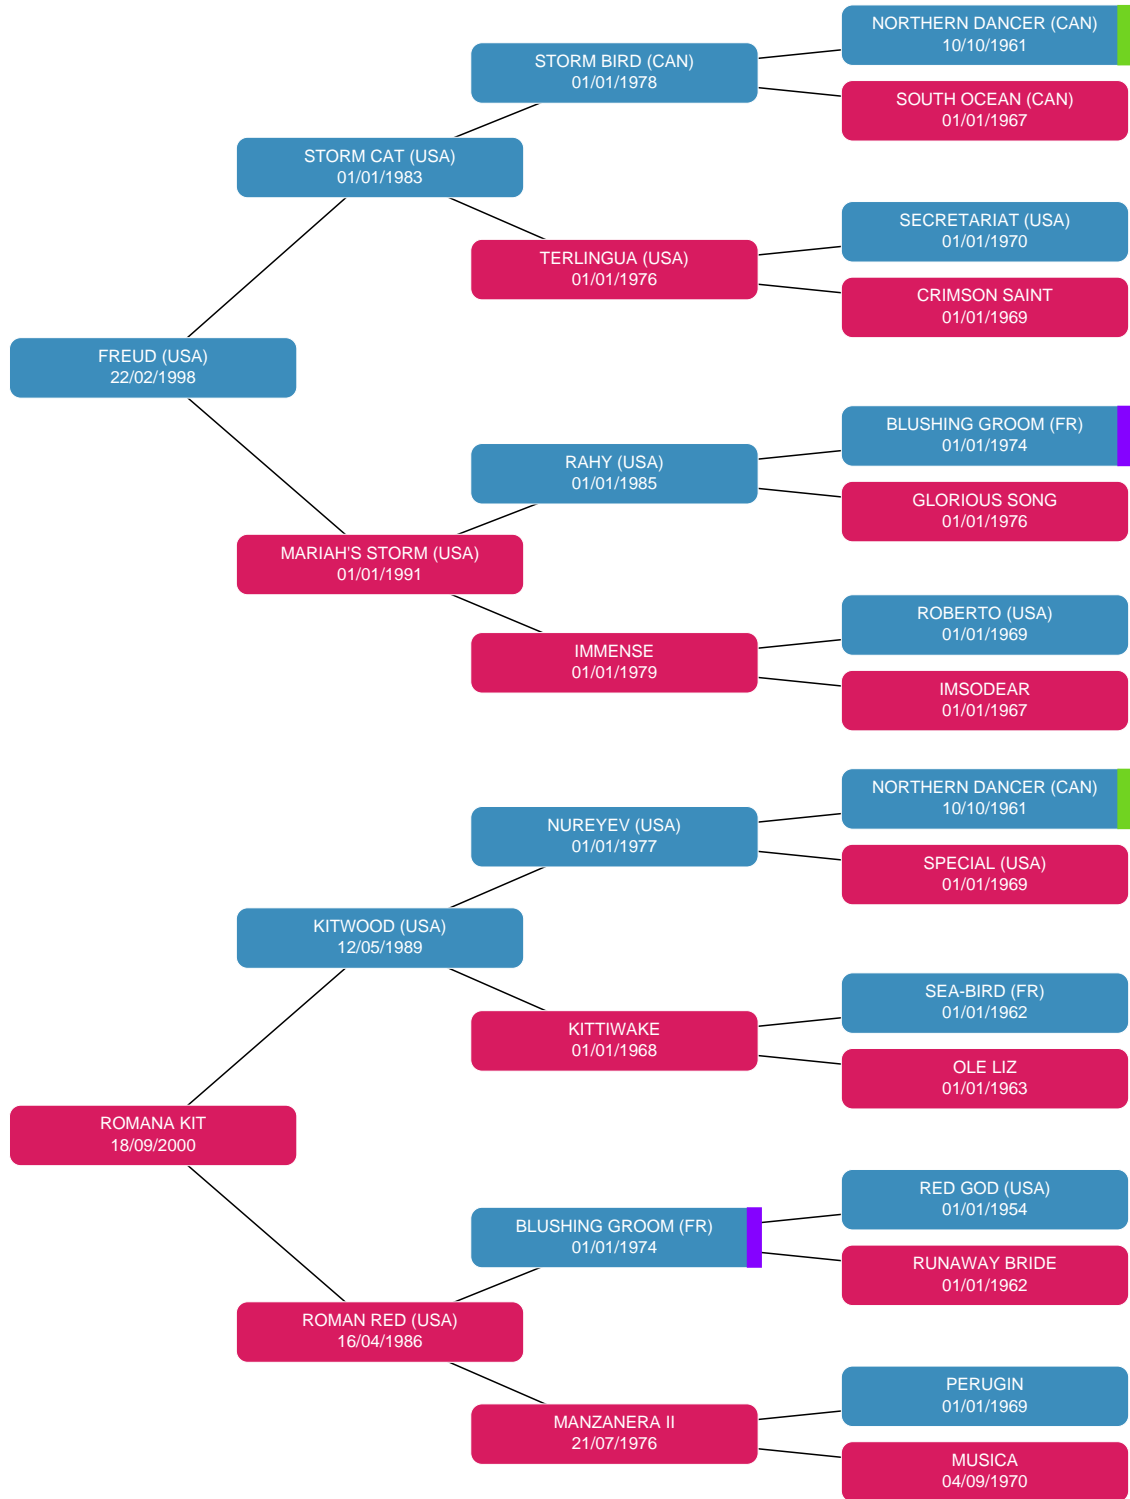 NORTHERN DANCER (CAN)
10/10/1961
STORM BIRD (CAN)
01/01/1978
SOUTH OCEAN (CAN)
01/01/1967
STORM CAT (USA)
01/01/1983
SECRETARIAT (USA)
01/01/1970
TERLINGUA (USA)
01/01/1976
CRIMSON SAINT
01/01/1969
FREUD (USA)
22/02/1998
BLUSHING GROOM (FR)
01/01/1974
RAHY (USA)
01/01/1985
GLORIOUS SONG
01/01/1976
MARIAH'S STORM (USA)
01/01/1991
ROBERTO (USA)
01/01/1969
IMMENSE
01/01/1979
IMSODEAR
01/01/1967
NORTHERN DANCER (CAN)
10/10/1961
NUREYEV (USA)
01/01/1977
SPECIAL (USA)
01/01/1969
KITWOOD (USA)
12/05/1989
SEA-BIRD (FR)
01/01/1962
KITTIWAKE
01/01/1968
OLE LIZ
01/01/1963
ROMANA KIT
18/09/2000
RED GOD (USA)
01/01/1954
BLUSHING GROOM (FR)
01/01/1974
RUNAWAY BRIDE
01/01/1962
ROMAN RED (USA)
16/04/1986
PERUGIN
01/01/1969
MANZANERA II
21/07/1976
MUSICA
04/09/1970